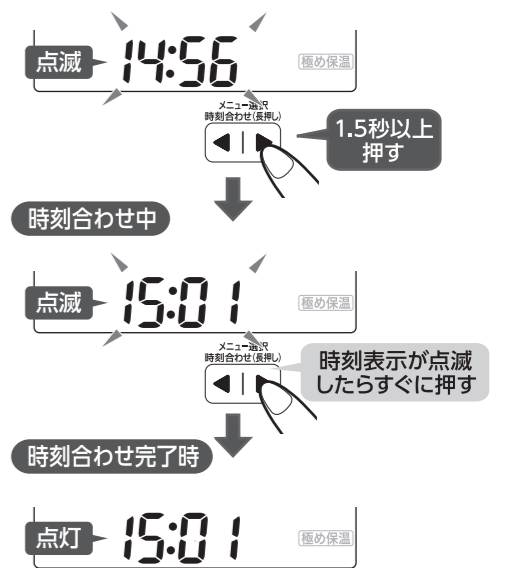 点滅
14:56
極め保温
メニュー選択
時刻合わせ(長押し)
1.5秒以上
押す
時刻合わせ中
点滅
15:01
極め保温
メニュー選択
時刻合わせ(長押し)
時刻表示が点滅
したらすぐに押す
時刻合わせ完了時
点灯
15:01
極め保温